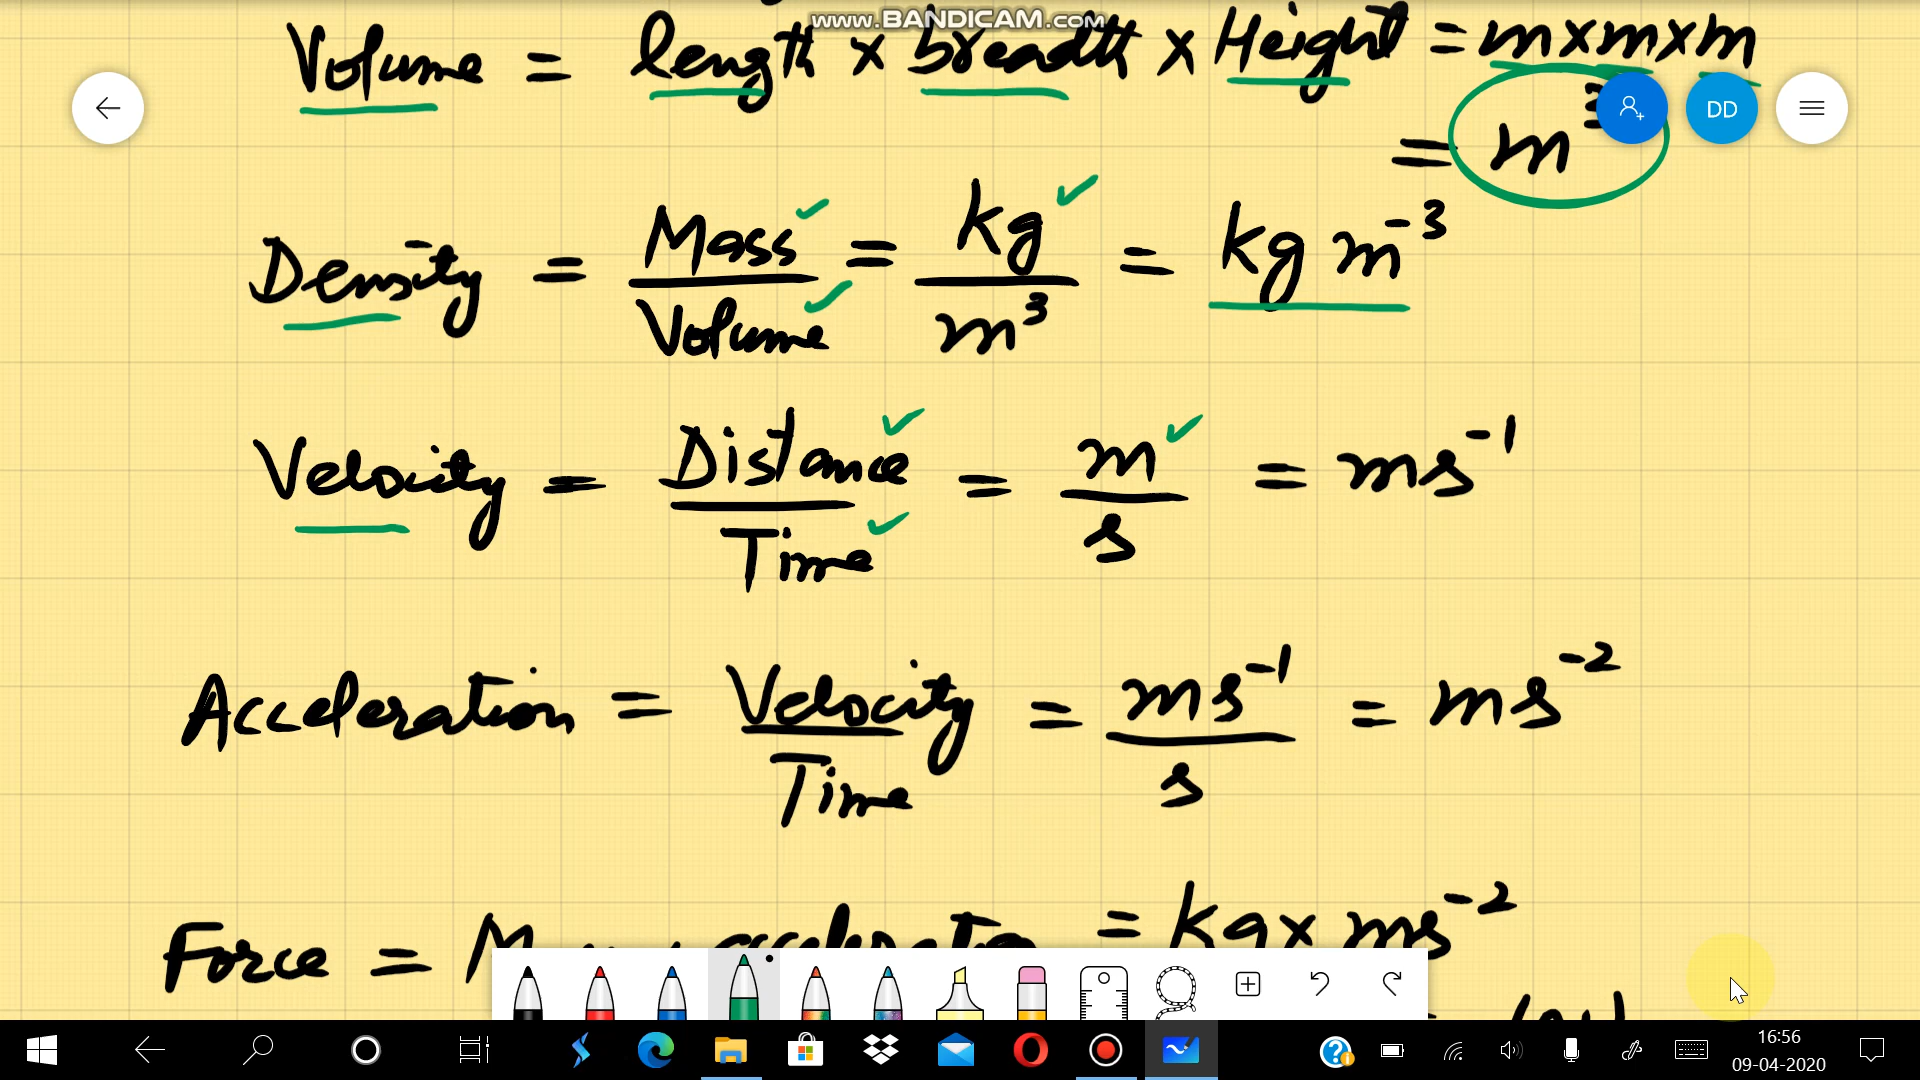 www.BANDICAM.com
Volume = length × breadth × Height = m×m×m
= m³
DD
Density = Mass/Volume = kg/m³ = kg m⁻³
Velocity = Distance/Time = m/s = ms⁻¹
Acceleration = Velocity/Time = ms⁻¹/s = ms⁻²
Force = acceleration = kg × ms⁻²
16:56
09-04-2020